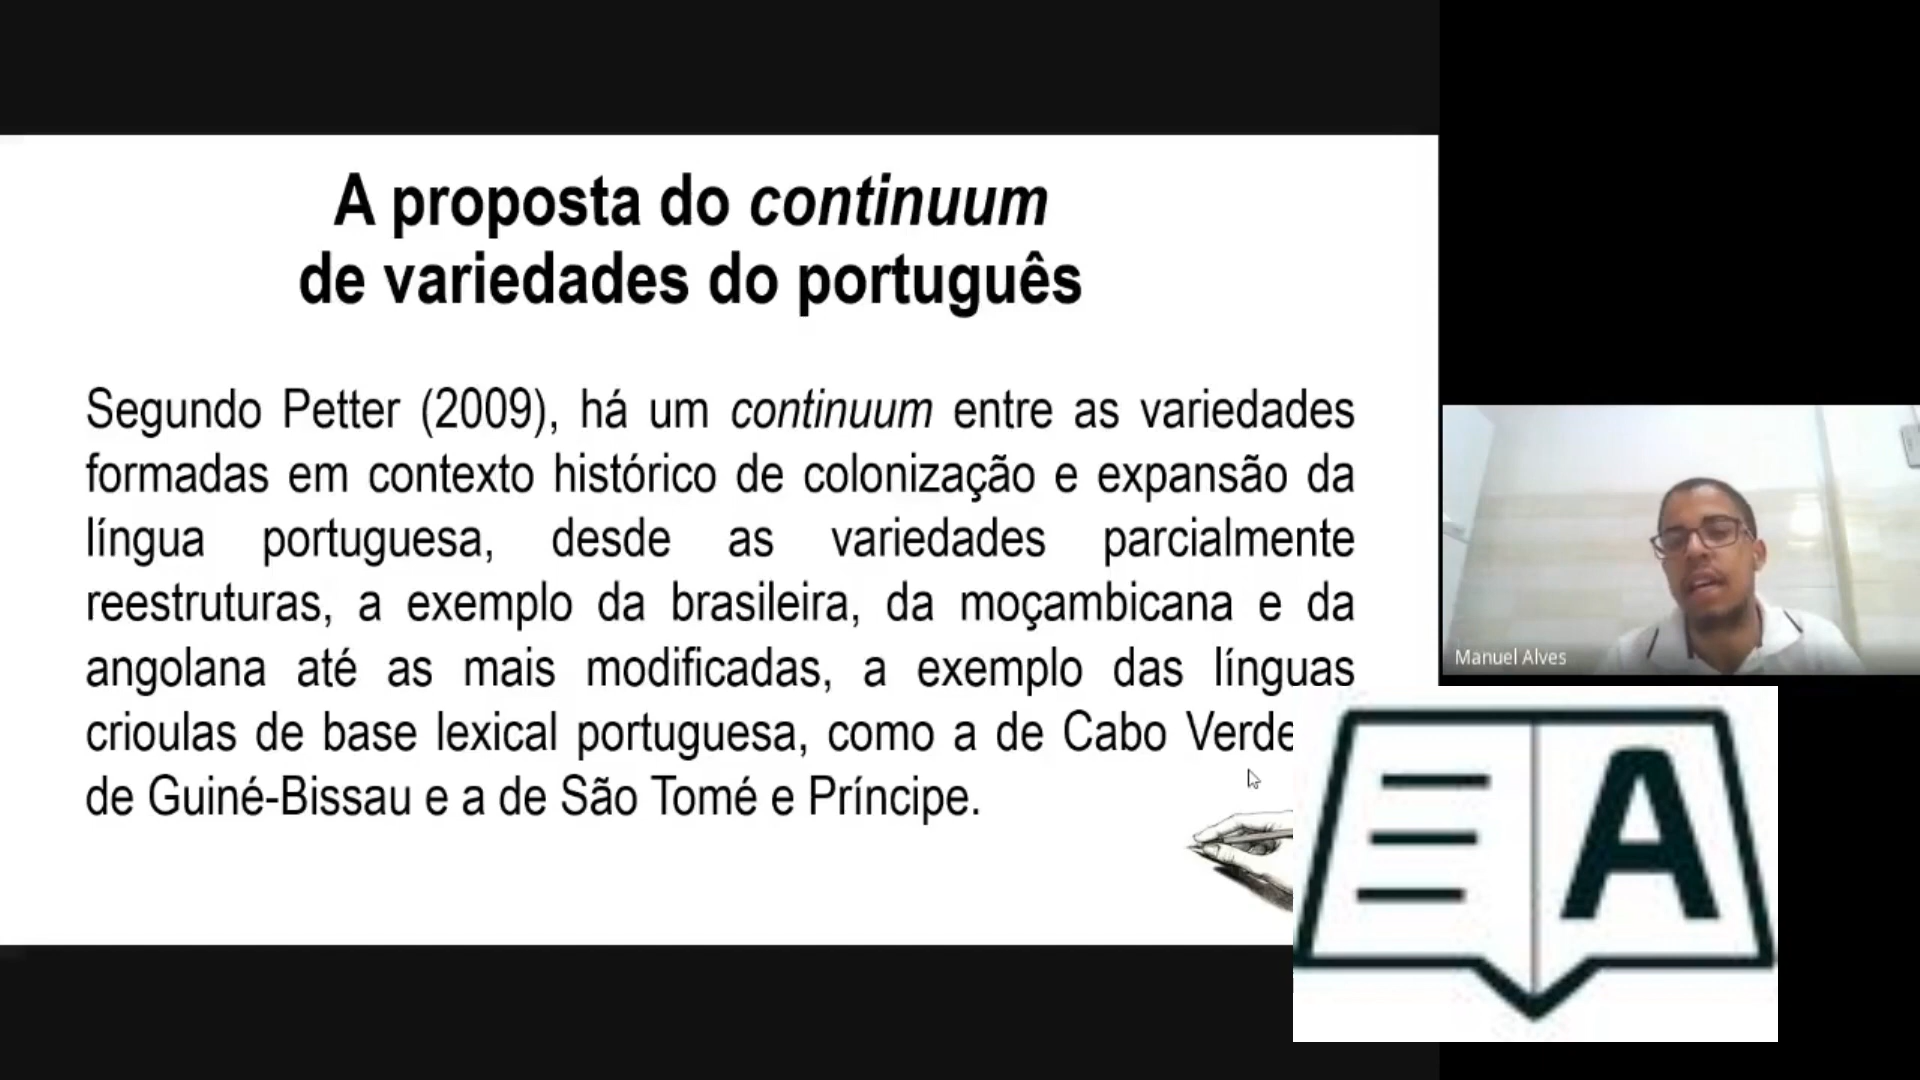 A proposta do continuum
de variedades do português
Segundo Petter (2009), há um continuum entre as variedades
formadas em contexto histórico de colonização e expansão da
língua portuguesa, desde as variedades parcialmente
reestruturas, a exemplo da brasileira, da moçambicana e da
angolana até as mais modificadas, a exemplo das línguas
crioulas de base lexical portuguesa, como a de Cabo Verde
de Guiné-Bissau e a de São Tomé e Príncipe.
Manuel Alves
A